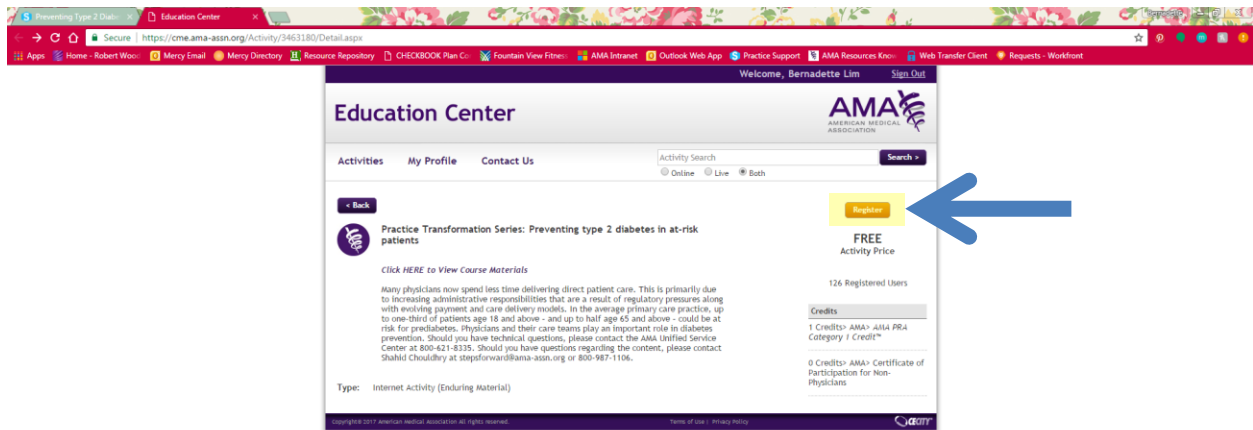 Preventing Type 2 Diab
Education Center
Secure | https://cme.ama-assn.org/Activity/3463180/Detail.aspx
Apps Home - Robert Wood Mercy Email Mercy Directory Resource Repository CHECKBOOK Plan Co Fountain View Fitness AMA Intranet Outlook Web App Practice Support AMA Resources Know Web Transfer Client Requests - Workfront
Welcome, Bernadette Lim Sign Out
Education Center
AMA
AMERICAN MEDICAL
ASSOCIATION
Activities My Profile Contact Us
Activity Search Search >
Online Live Both
< Back
Register
Practice Transformation Series: Preventing type 2 diabetes in at-risk
patients
FREE
Activity Price
Click HERE to View Course Materials
126 Registered Users
Many physicians now spend less time delivering direct patient care. This is primarily due
to increasing administrative responsibilities that are a result of regulatory pressures along
with evolving payment and care delivery models. In the average primary care practice, up
to one-third of patients age 18 and above - and up to half age 65 and above - could be at
risk for prediabetes. Physicians and their care teams play an important role in diabetes
prevention. Should you have technical questions, please contact the AMA Unified Service
Center at 800-621-8335. Should you have questions regarding the content, please contact
Shahid Choudhry at stepsforward@ama-assn.org or 800-987-1106.
Credits
1 Credits> AMA> AMA PRA
Category 1 Credit™
0 Credits> AMA> Certificate of
Participation for Non-
Physicians
Type: Internet Activity (Enduring Material)
Copyright© 2017 American Medical Association All rights reserved. Terms of Use | Privacy Policy